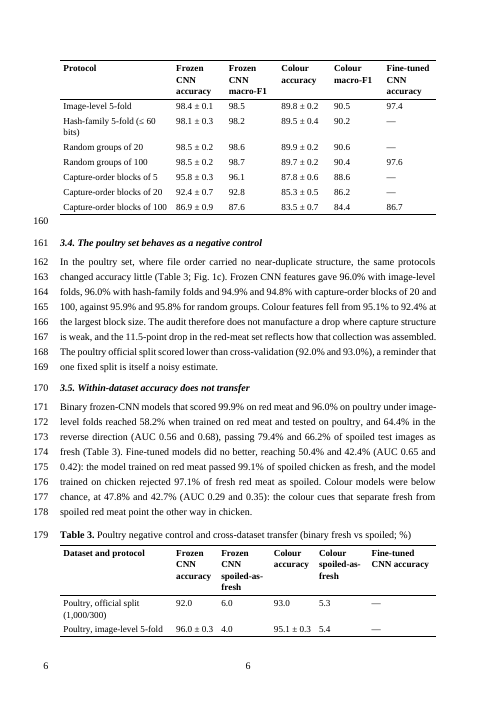 Protocol Frozen CNN accuracy Frozen CNN macro-F1 Colour accuracy Colour macro-F1 Fine-tuned CNN accuracy
Image-level 5-fold 98.4 ± 0.1 98.5 89.8 ± 0.2 90.5 97.4
Hash-family 5-fold (≤ 60 bits) 98.1 ± 0.3 98.2 89.5 ± 0.4 90.2 —
Random groups of 20 98.5 ± 0.2 98.6 89.9 ± 0.2 90.6 —
Random groups of 100 98.5 ± 0.2 98.7 89.7 ± 0.2 90.4 97.6
Capture-order blocks of 5 95.8 ± 0.3 96.1 87.8 ± 0.6 88.6 —
Capture-order blocks of 20 92.4 ± 0.7 92.8 85.3 ± 0.5 86.2 —
Capture-order blocks of 100 86.9 ± 0.9 87.6 83.5 ± 0.7 84.4 86.7
160
161 3.4. The poultry set behaves as a negative control
162 In the poultry set, where file order carried no near-duplicate structure, the same protocols
163 changed accuracy little (Table 3; Fig. 1c). Frozen CNN features gave 96.0% with image-level
164 folds, 96.0% with hash-family folds and 94.9% and 94.8% with capture-order blocks of 20 and
165 100, against 95.9% and 95.8% for random groups. Colour features fell from 95.1% to 92.4% at
166 the largest block size. The audit therefore does not manufacture a drop where capture structure
167 is weak, and the 11.5-point drop in the red-meat set reflects how that collection was assembled.
168 The poultry official split scored lower than cross-validation (92.0% and 93.0%), a reminder that
169 one fixed split is itself a noisy estimate.
170 3.5. Within-dataset accuracy does not transfer
171 Binary frozen-CNN models that scored 99.9% on red meat and 96.0% on poultry under image-
172 level folds reached 58.2% when trained on red meat and tested on poultry, and 64.4% in the
173 reverse direction (AUC 0.56 and 0.68), passing 79.4% and 66.2% of spoiled test images as
174 fresh (Table 3). Fine-tuned models did no better, reaching 50.4% and 42.4% (AUC 0.65 and
175 0.42): the model trained on red meat passed 99.1% of spoiled chicken as fresh, and the model
176 trained on chicken rejected 97.1% of fresh red meat as spoiled. Colour models were below
177 chance, at 47.8% and 42.7% (AUC 0.29 and 0.35): the colour cues that separate fresh from
178 spoiled red meat point the other way in chicken.
179 Table 3. Poultry negative control and cross-dataset transfer (binary fresh vs spoiled; %)
Dataset and protocol Frozen CNN accuracy Frozen CNN spoiled-as-fresh Colour accuracy Colour spoiled-as-fresh Fine-tuned CNN accuracy
Poultry, official split (1,000/300) 92.0 6.0 93.0 5.3 —
Poultry, image-level 5-fold 96.0 ± 0.3 4.0 95.1 ± 0.3 5.4 —
6 6